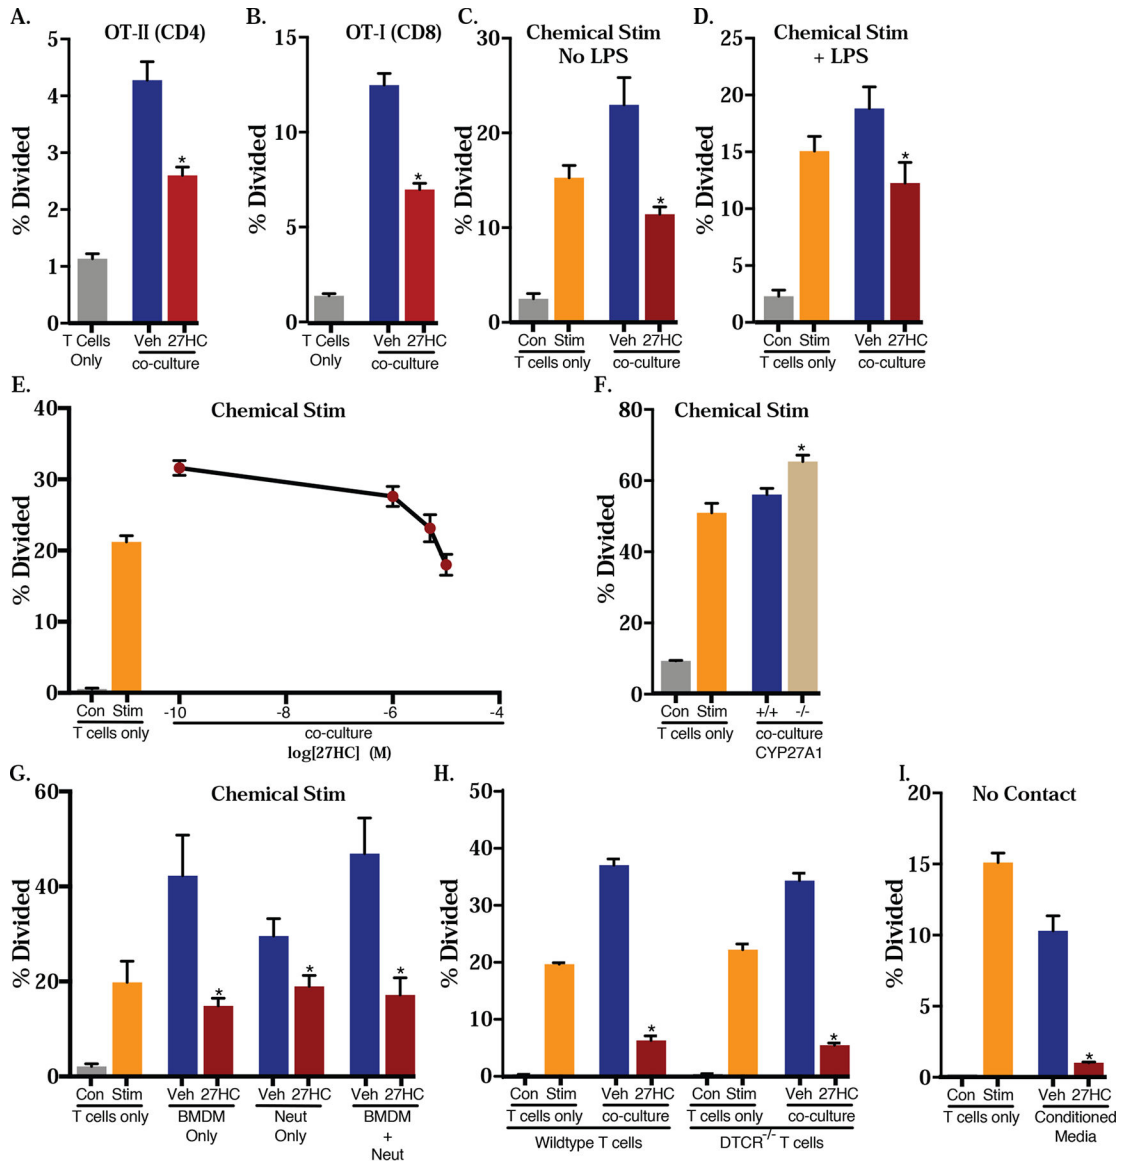 A.
OT-II (CD4)
% Divided
5
4
3
2
1
0
*
T Cells
Only
Veh 27HC
co-culture
B.
OT-I (CD8)
% Divided
15
10
5
0
*
T Cells
Only
Veh 27HC
co-culture
C.
Chemical Stim
No LPS
% Divided
30
20
10
0
*
Con Stim
T cells only
Veh 27HC
co-culture
D.
Chemical Stim
+ LPS
% Divided
25
20
15
10
5
0
*
Con Stim
T cells only
Veh 27HC
co-culture
E.
Chemical Stim
% Divided
40
30
20
10
0
Con Stim
T cells only
-10 -8 -6 -4
co-culture
log[27HC] (M)
F.
Chemical Stim
% Divided
80
60
40
20
0
*
Con Stim
T cells only
+/+ -/-
co-culture
CYP27A1
G.
Chemical Stim
% Divided
60
40
20
0
* * *
Con Stim
T cells only
Veh 27HC
BMDM
Only
Veh 27HC
Neut
Only
Veh 27HC
BMDM
+
Neut
H.
% Divided
50
40
30
20
10
0
* *
Con Stim
T cells only
Veh 27HC
co-culture
Wildtype T cells
Con Stim
T cells only
Veh 27HC
co-culture
DTCR-/- T cells
I.
No Contact
% Divided
20
15
10
5
0
*
Con Stim
T cells only
Veh 27HC
Conditioned
Media